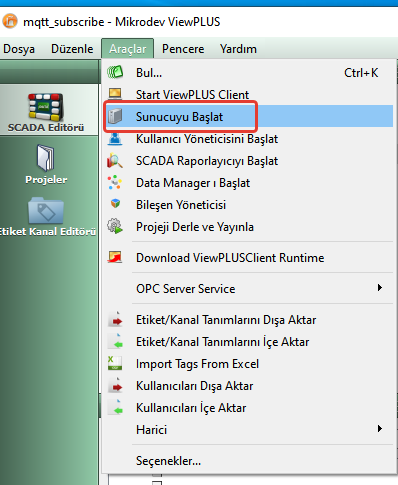 mqtt_subscribe - Mikrodev ViewPLUS
Dosya Düzenle Araçlar Pencere Yardım
Bul... Ctrl+K
Start ViewPLUS Client
Sunucuyu Başlat
Kullanıcı Yöneticisini Başlat
SCADA Raporlayıcıyı Başlat
Data Manager ı Başlat
Bileşen Yöneticisi
Projeyi Derle ve Yayınla
Download ViewPLUSClient Runtime
OPC Server Service
Etiket/Kanal Tanımlarını Dışa Aktar
Etiket/Kanal Tanımlarını İçe Aktar
Import Tags From Excel
Kullanıcıları Dışa Aktar
Kullanıcıları İçe Aktar
Harici
Seçenekler...
SCADA Editörü
Projeler
Etiket Kanal Editörü